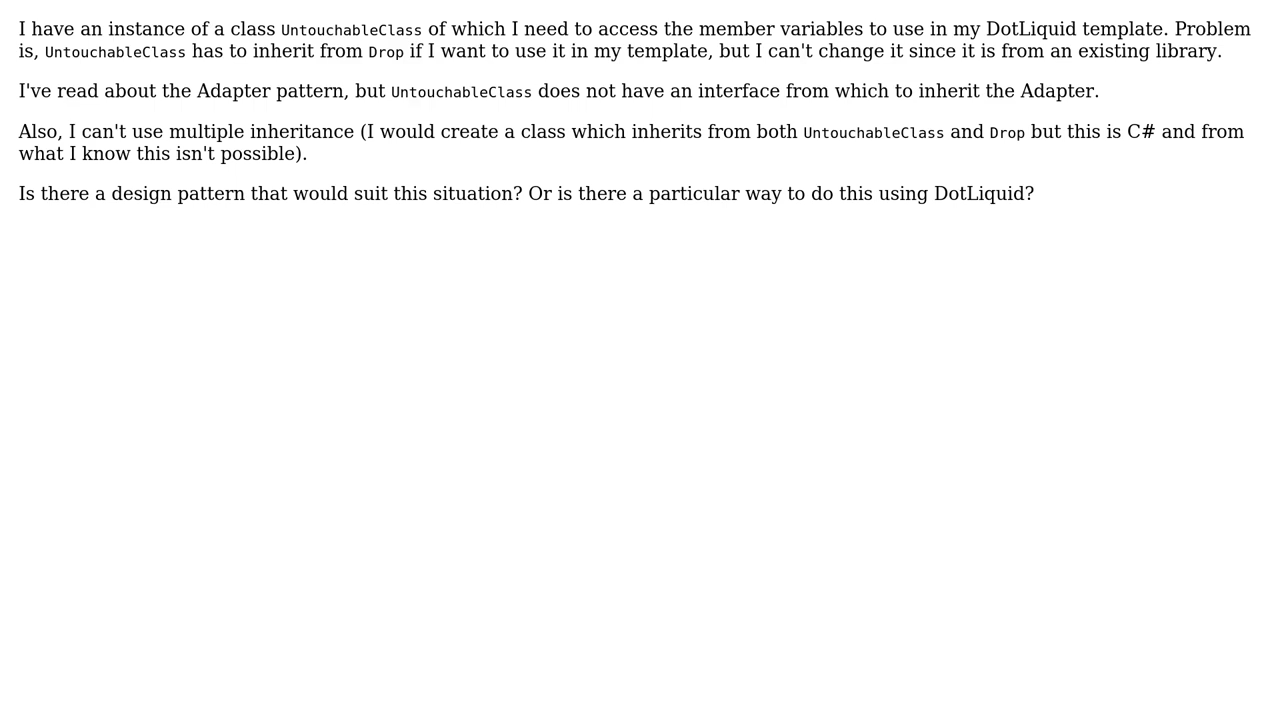 I have an instance of a class UntouchableClass of which I need to access the member variables to use in my DotLiquid template. Problem
is, UntouchableClass has to inherit from Drop if I want to use it in my template, but I can't change it since it is from an existing library.
I've read about the Adapter pattern, but UntouchableClass does not have an interface from which to inherit the Adapter.
Also, I can't use multiple inheritance (I would create a class which inherits from both UntouchableClass and Drop but this is C# and from
what I know this isn't possible).
Is there a design pattern that would suit this situation? Or is there a particular way to do this using DotLiquid?